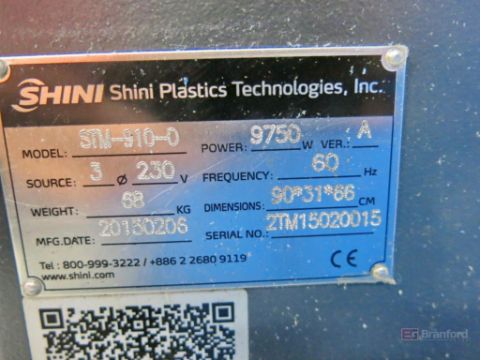 SHINI Shini Plastics Technologies, Inc.
MODEL: STM-910-D POWER: 9750 W VER.: A
SOURCE: 3 Ø 230 V FREQUENCY: 60 Hz
WEIGHT: 68 KG DIMENSIONS: 90*31*66 CM
MFG.DATE: 20150206 SERIAL NO.: 2TM15020015
Tel : 800-999-3222 / +886 2 2680 9119
www.shini.com CE
Branford